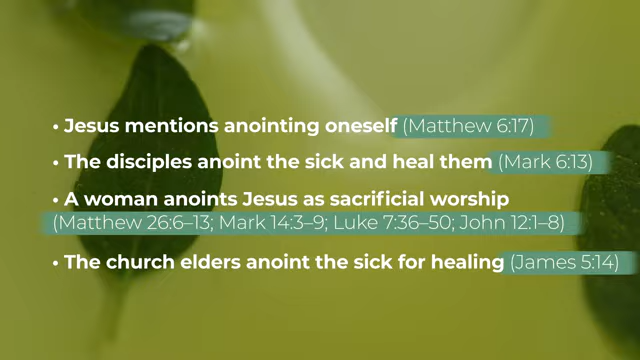 • Jesus mentions anointing oneself (Matthew 6:17)
• The disciples anoint the sick and heal them (Mark 6:13)
• A woman anoints Jesus as sacrificial worship
(Matthew 26:6–13; Mark 14:3–9; Luke 7:36–50; John 12:1–8)
• The church elders anoint the sick for healing (James 5:14)